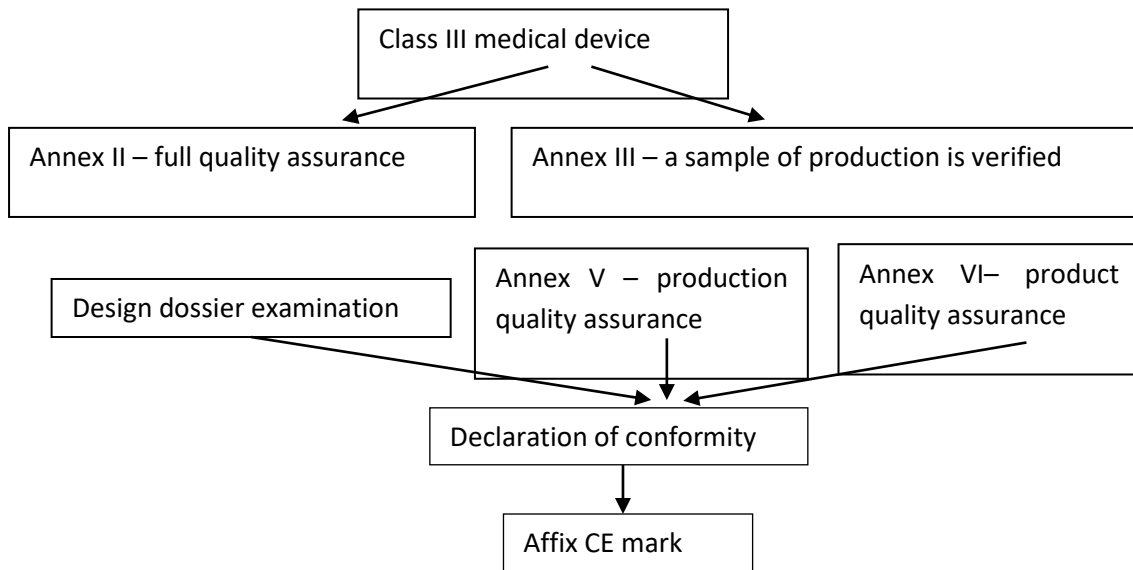 Class III medical device
Annex II – full quality assurance
Annex III – a sample of production is verified
Design dossier examination
Annex V – production
quality assurance
Annex VI– product
quality assurance
Declaration of conformity
Affix CE mark